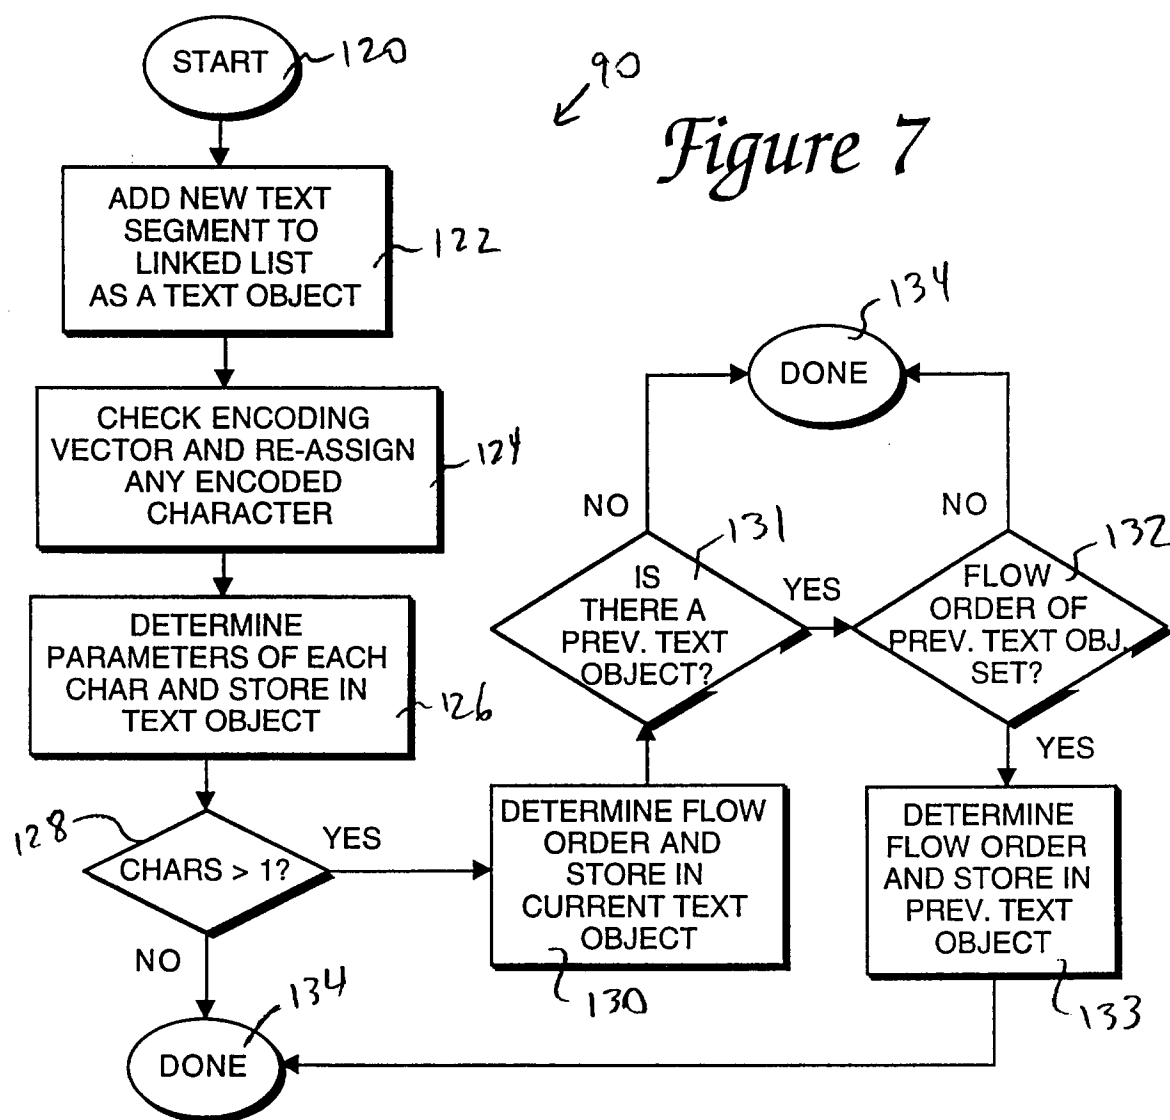 START
120
90
Figure 7
ADD NEW TEXT
SEGMENT TO
LINKED LIST
AS A TEXT OBJECT
122
CHECK ENCODING
VECTOR AND RE-ASSIGN
ANY ENCODED
CHARACTER
124
DETERMINE
PARAMETERS OF EACH
CHAR AND STORE IN
TEXT OBJECT
126
128
CHARS > 1?
YES
NO
134
DONE
DETERMINE FLOW
ORDER AND
STORE IN
CURRENT TEXT
OBJECT
130
IS
THERE A
PREV. TEXT
OBJECT?
131
NO
YES
134
DONE
FLOW
ORDER OF
PREV. TEXT OBJ.
SET?
132
NO
YES
DETERMINE
FLOW ORDER
AND STORE IN
PREV. TEXT
OBJECT
133